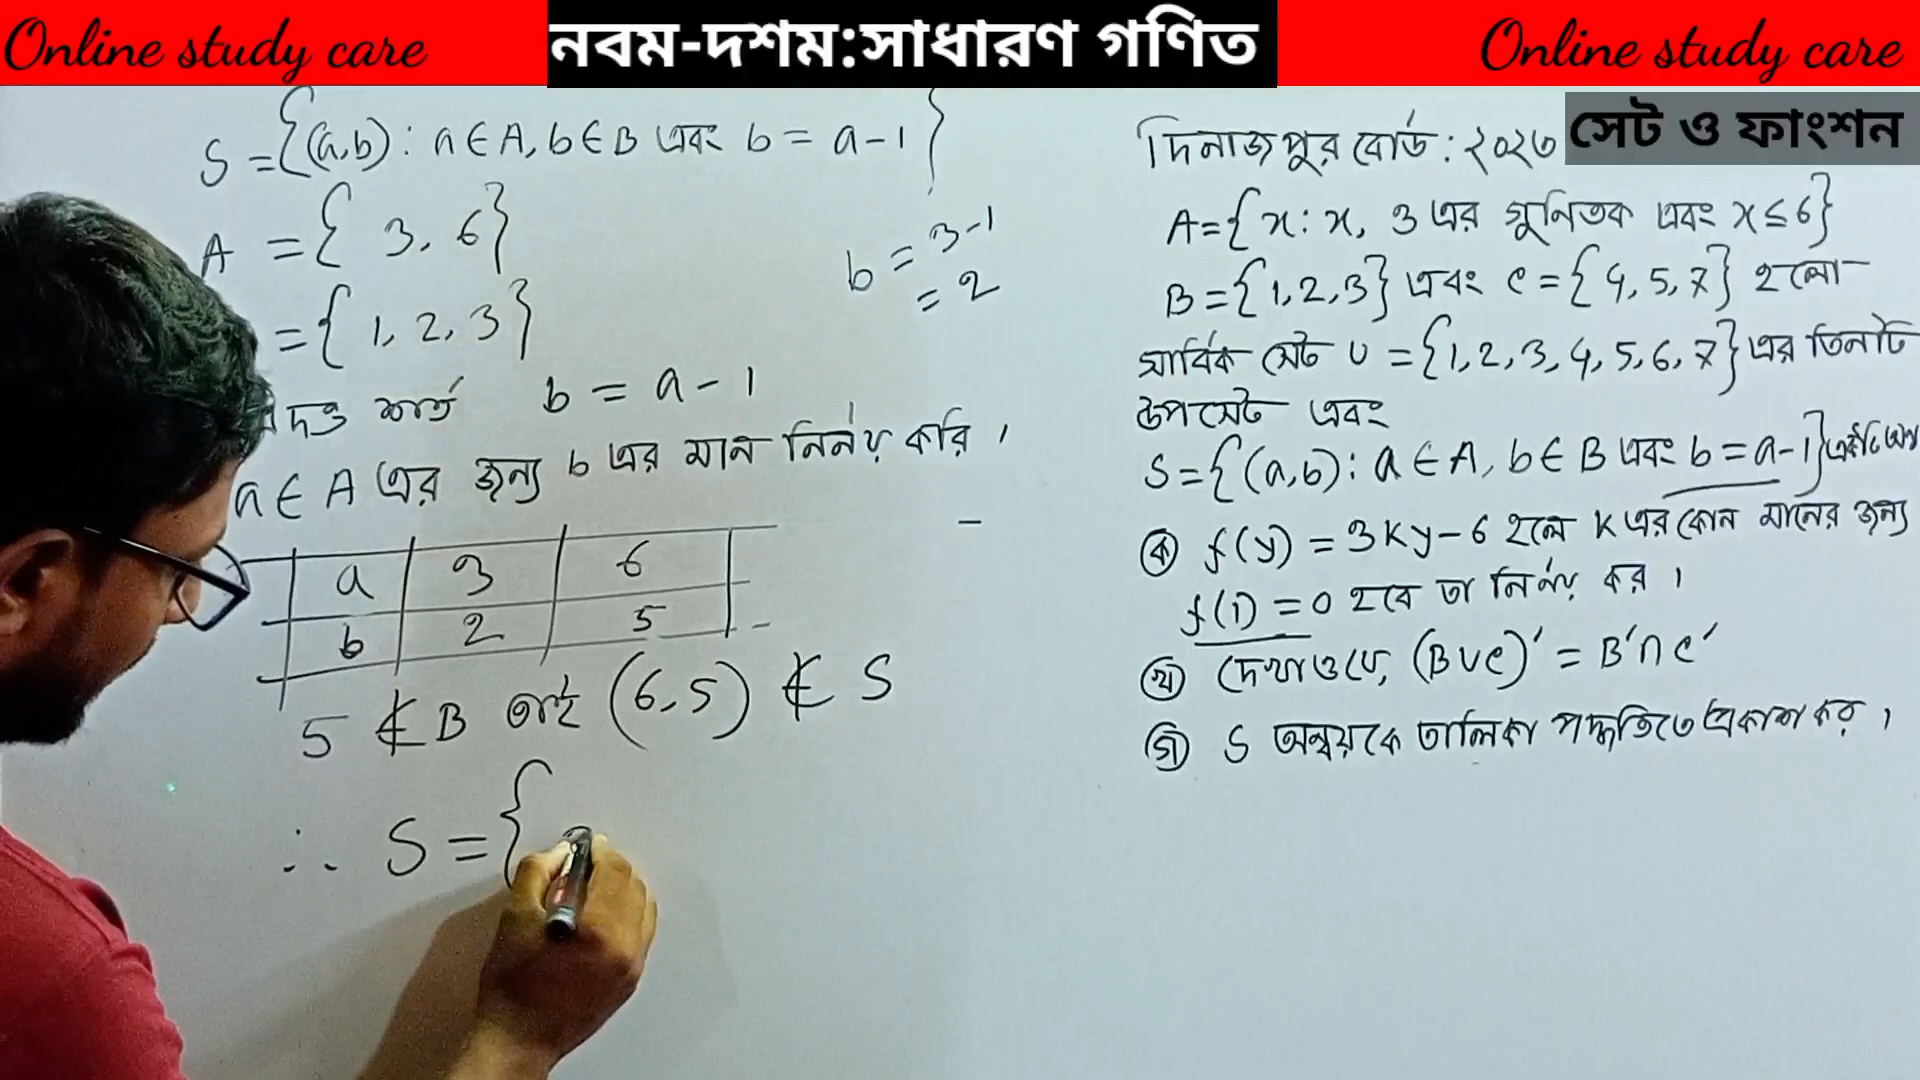 Online study care
নবম-দশম:সাধারণ গণিত
Online study care
সেট ও ফাংশন
S = {(a,b) : a ∈ A, b ∈ B এবং b = a - 1}
A = { 3, 6}
= { 1, 2, 3}
b = 3-1
= 2
প্রদত্ত শর্ত b = a - 1
a ∈ A এর জন্য b এর মান নির্ণয় করি ।
a 3 6
b 2 5
5 ∉ B তাই (6,5) ∉ S
∴ S = {
দিনাজপুর বোর্ড : ২০২৩
A = {x : x, 3 এর গুনিতক এবং x ≤ 6}
B = {1, 2, 3} এবং C = {4, 5, 7} হলো
সার্বিক সেট U = {1, 2, 3, 4, 5, 6, 7} এর তিনটি
উপসেট এবং
S = {(a,b) : a ∈ A, b ∈ B এবং b = a-1} একটি
ক f(y) = 3ky - 6 হলে K এর কোন মানের জন্য
f(1) = 0 হবে তা নির্ণয় কর ।
খ দেখাও যে, (B∪C)′ = B′∩C′
গ S অন্বয়কে তালিকা পদ্ধতিতে প্রকাশ কর ।